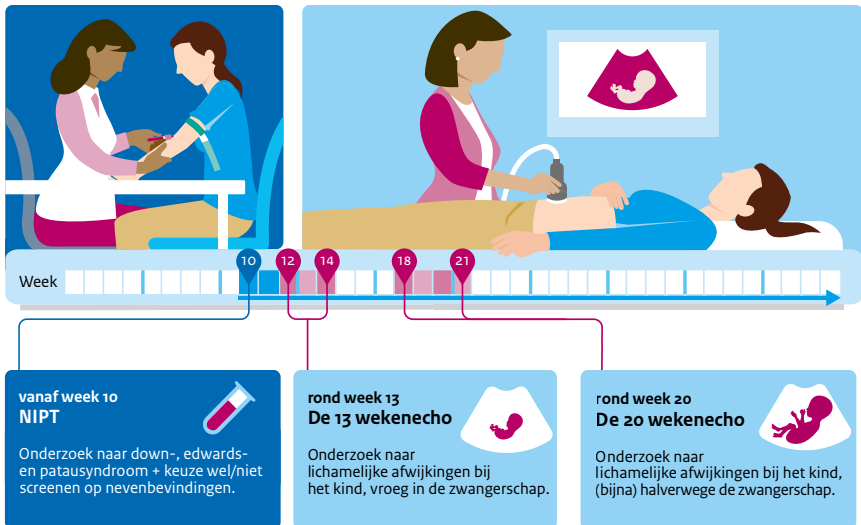 Week
10
12
14
18
21
vanaf week 10
NIPT
Onderzoek naar down-, edwards-
en patausyndroom + keuze wel/niet
screenen op nevenbevindingen.
rond week 13
De 13 wekenecho
Onderzoek naar
lichamelijke afwijkingen bij
het kind, vroeg in de zwangerschap.
rond week 20
De 20 wekenecho
Onderzoek naar
lichamelijke afwijkingen bij het kind,
(bijna) halverwege de zwangerschap.